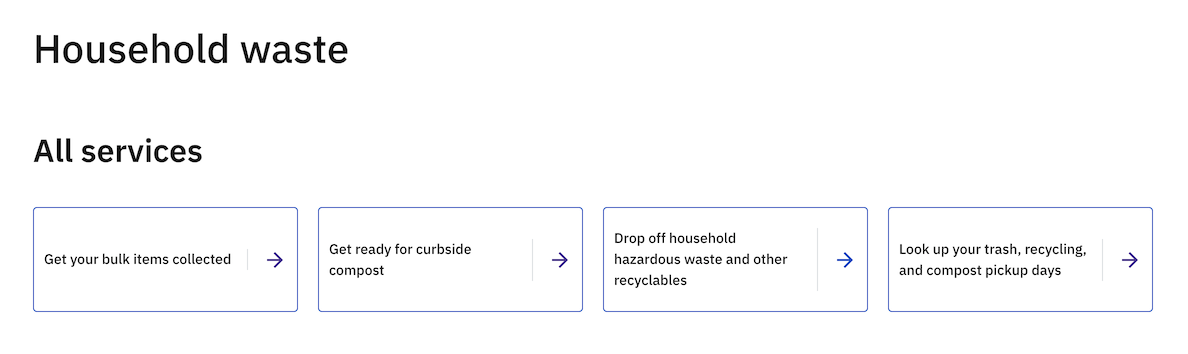 Household waste
All services
Get your bulk items collected
Get ready for curbside
compost
Drop off household
hazardous waste and other
recyclables
Look up your trash, recycling,
and compost pickup days